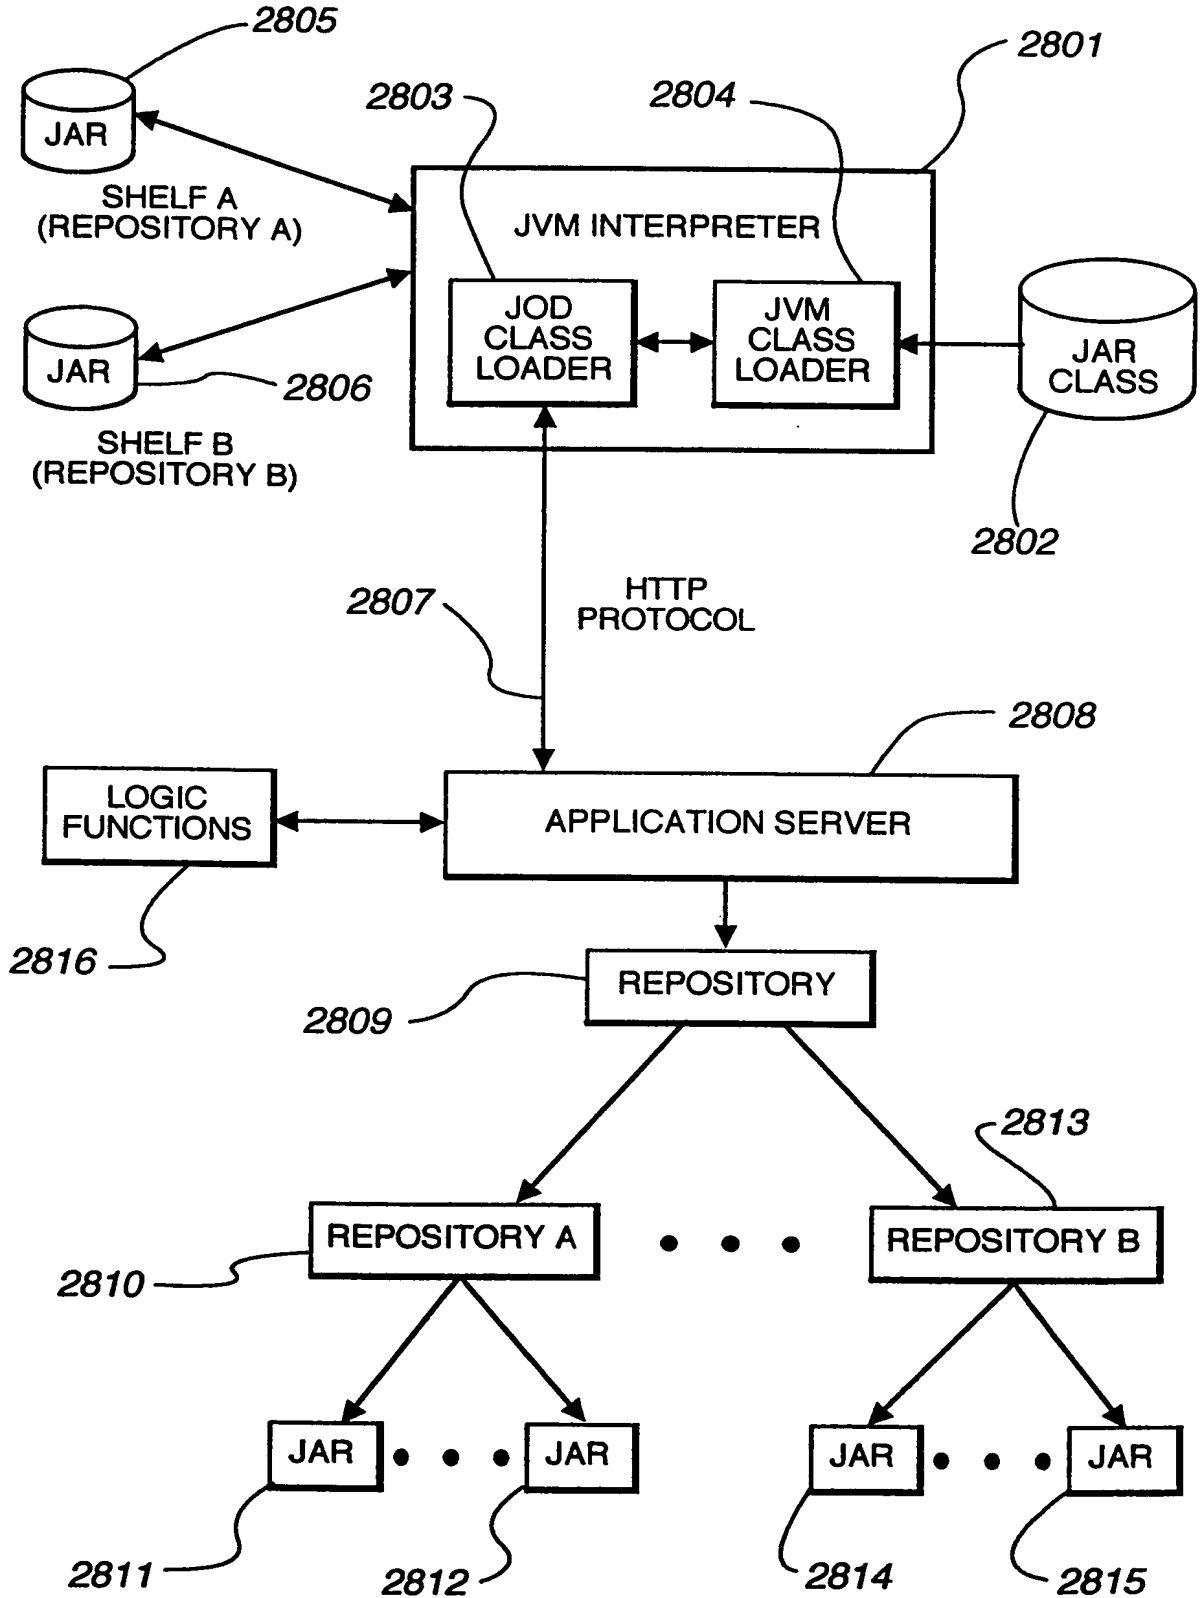 2805
2801
2803
2804
JAR
SHELF A
(REPOSITORY A)
JVM INTERPRETER
JOD
CLASS
LOADER
JVM
CLASS
LOADER
JAR
CLASS
JAR
2806
SHELF B
(REPOSITORY B)
2802
2807
HTTP
PROTOCOL
2808
LOGIC
FUNCTIONS
APPLICATION SERVER
2816
REPOSITORY
2809
2813
REPOSITORY A
REPOSITORY B
2810
JAR
JAR
JAR
JAR
2811
2812
2814
2815